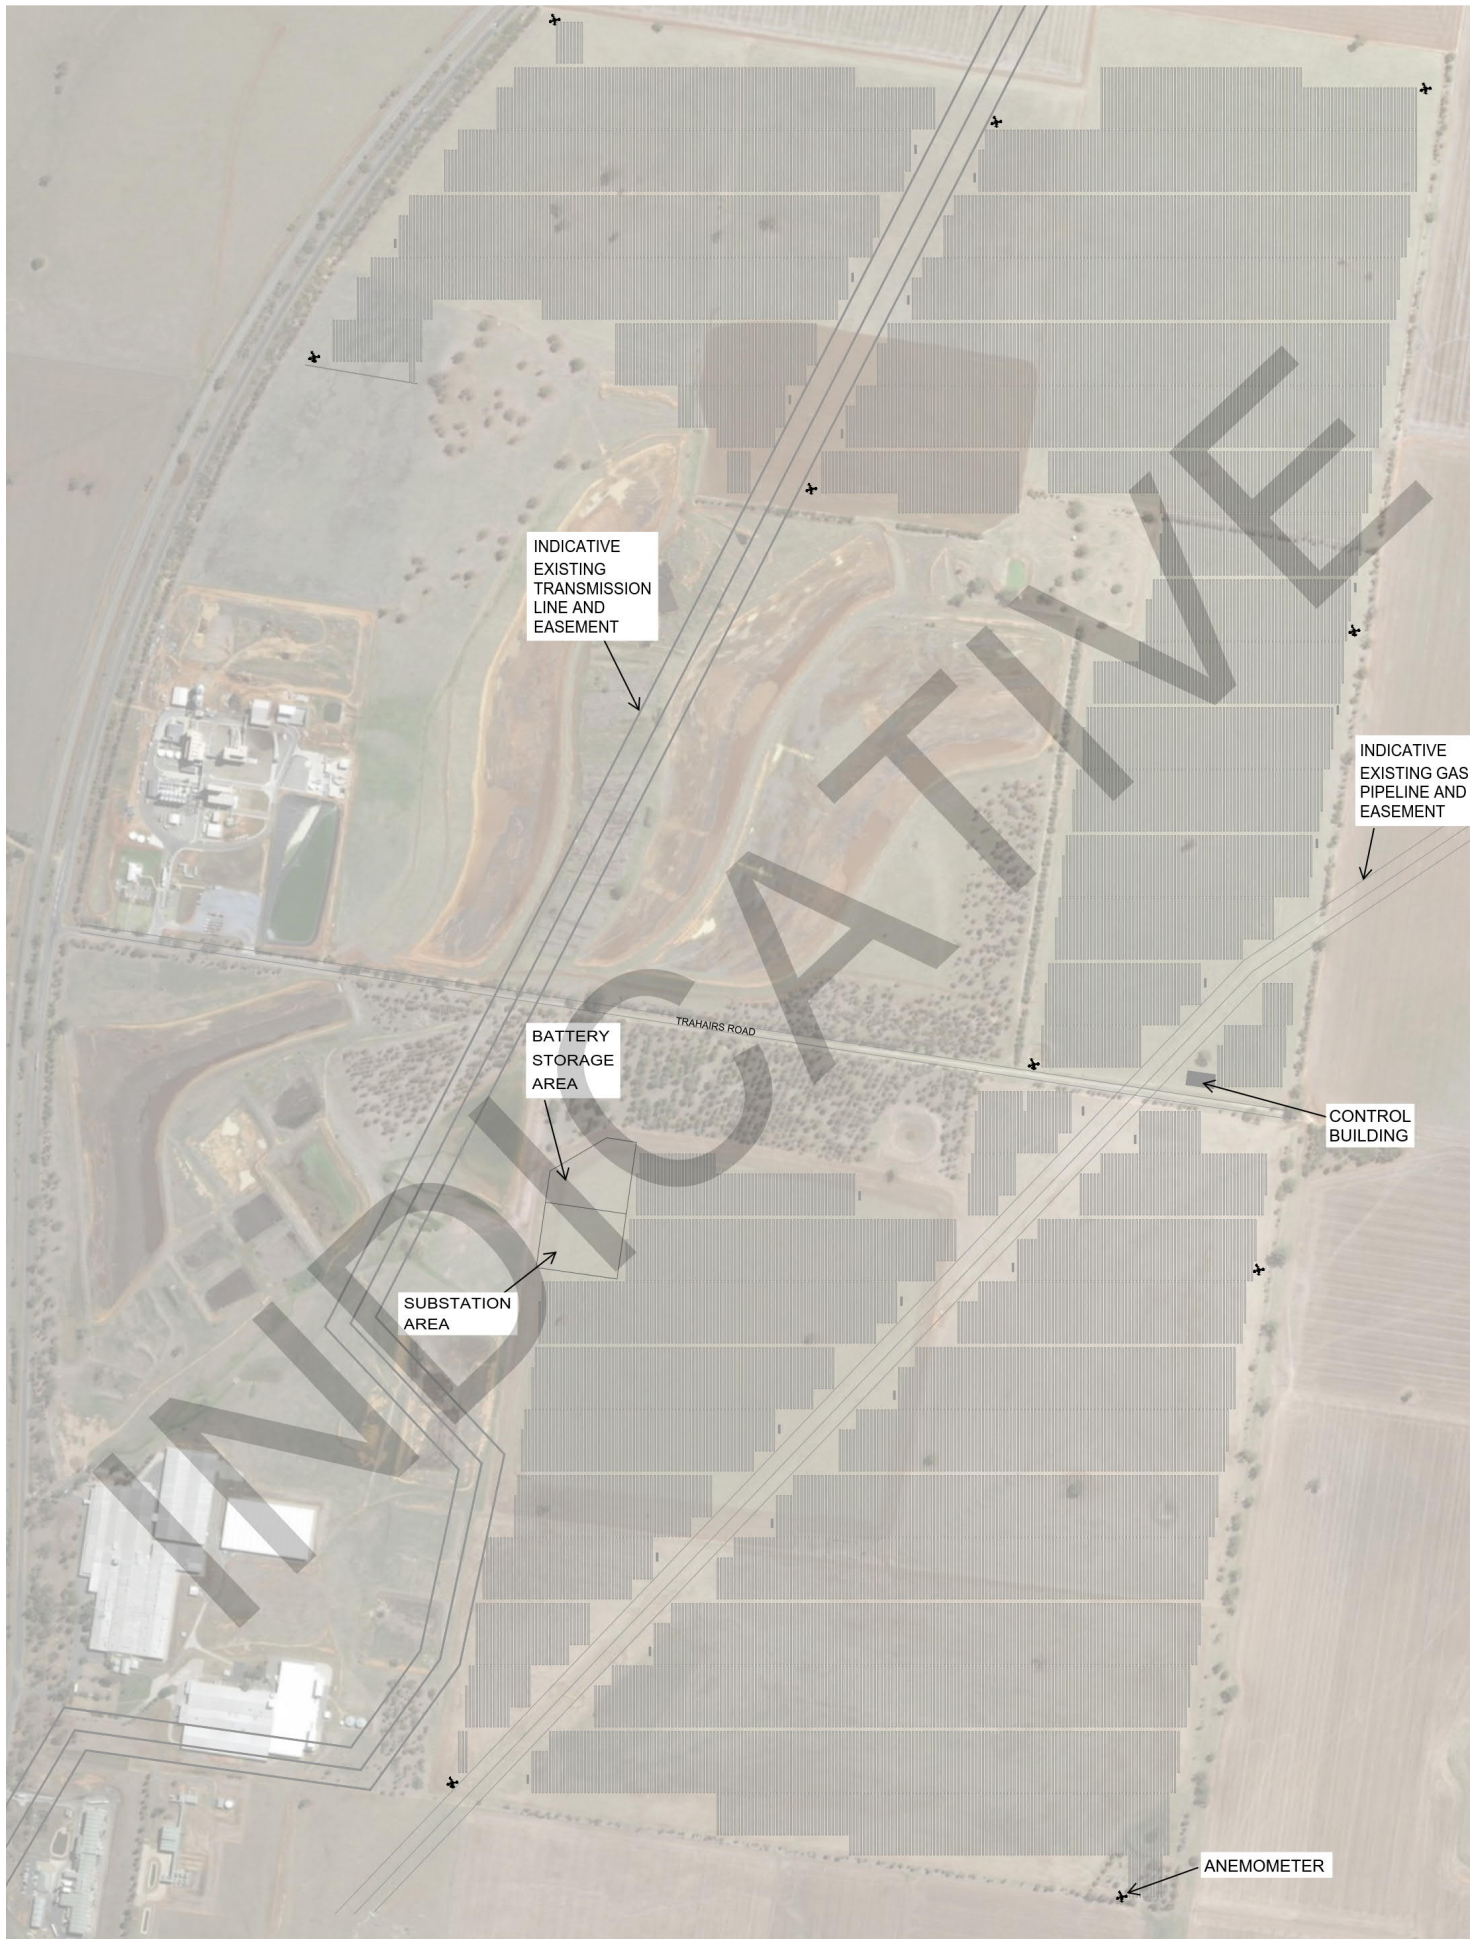 INDICATIVE
EXISTING
TRANSMISSION
LINE AND
EASEMENT
INDICATIVE
EXISTING GAS
PIPELINE AND
EASEMENT
TRAHAIRS ROAD
BATTERY
STORAGE
AREA
CONTROL
BUILDING
SUBSTATION
AREA
ANEMOMETER
INDICATIVE